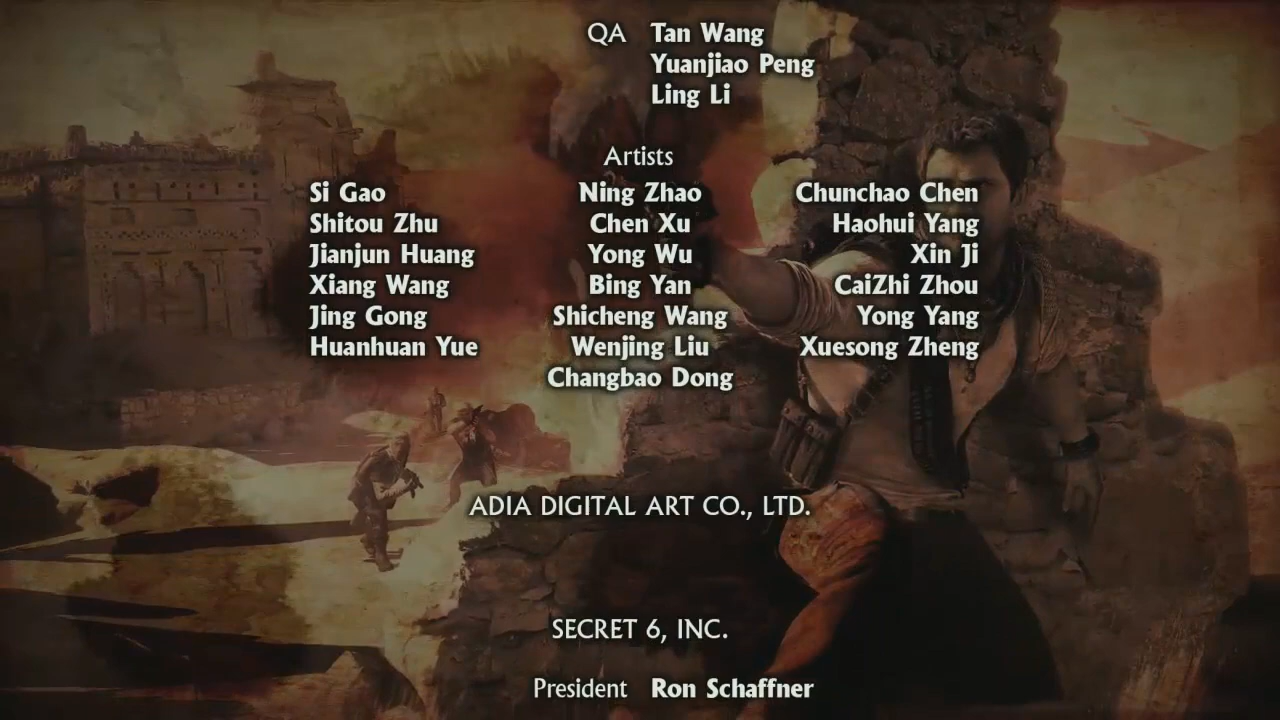 QA Tan Wang
Yuanjiao Peng
Ling Li
Artists
Si Gao Ning Zhao Chunchao Chen
Shitou Zhu Chen Xu Haohui Yang
Jianjun Huang Yong Wu Xin Ji
Xiang Wang Bing Yan CaiZhi Zhou
Jing Gong Shicheng Wang Yong Yang
Huanhuan Yue Wenjing Liu Xuesong Zheng
Changbao Dong
ADIA DIGITAL ART CO., LTD.
SECRET 6, INC.
President Ron Schaffner